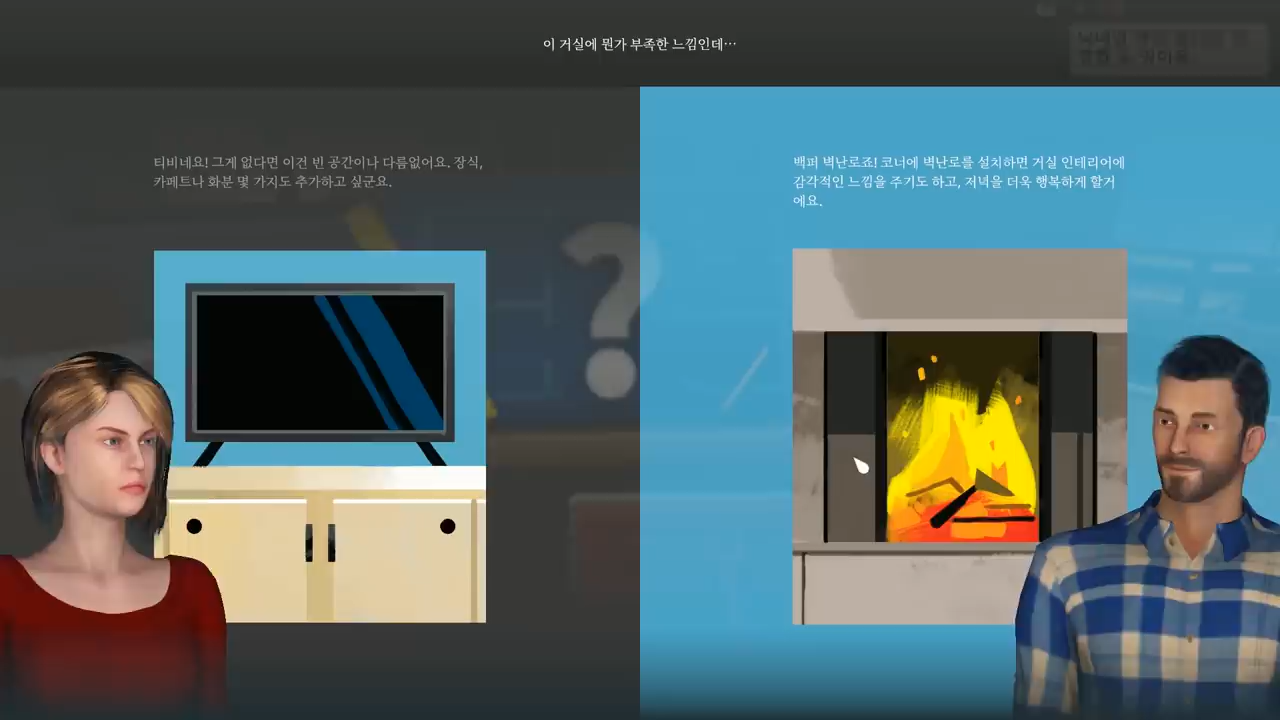 이 거실에 뭔가 부족한 느낌인데…
티비네요! 그게 없다면 이건 빈 공간이나 다름없어요. 장식,
카페트나 화분 몇 가지도 추가하고 싶군요.
백퍼 벽난로죠! 코너에 벽난로를 설치하면 거실 인테리어에
감각적인 느낌을 주기도 하고, 저녁을 더욱 행복하게 할거
에요.